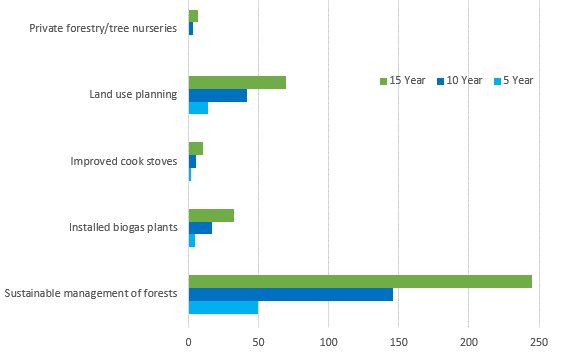 Private forestry/tree nurseries
15 Year 10 Year 5 Year
Land use planning
Improved cook stoves
Installed biogas plants
Sustainable management of forests
0 50 100 150 200 250